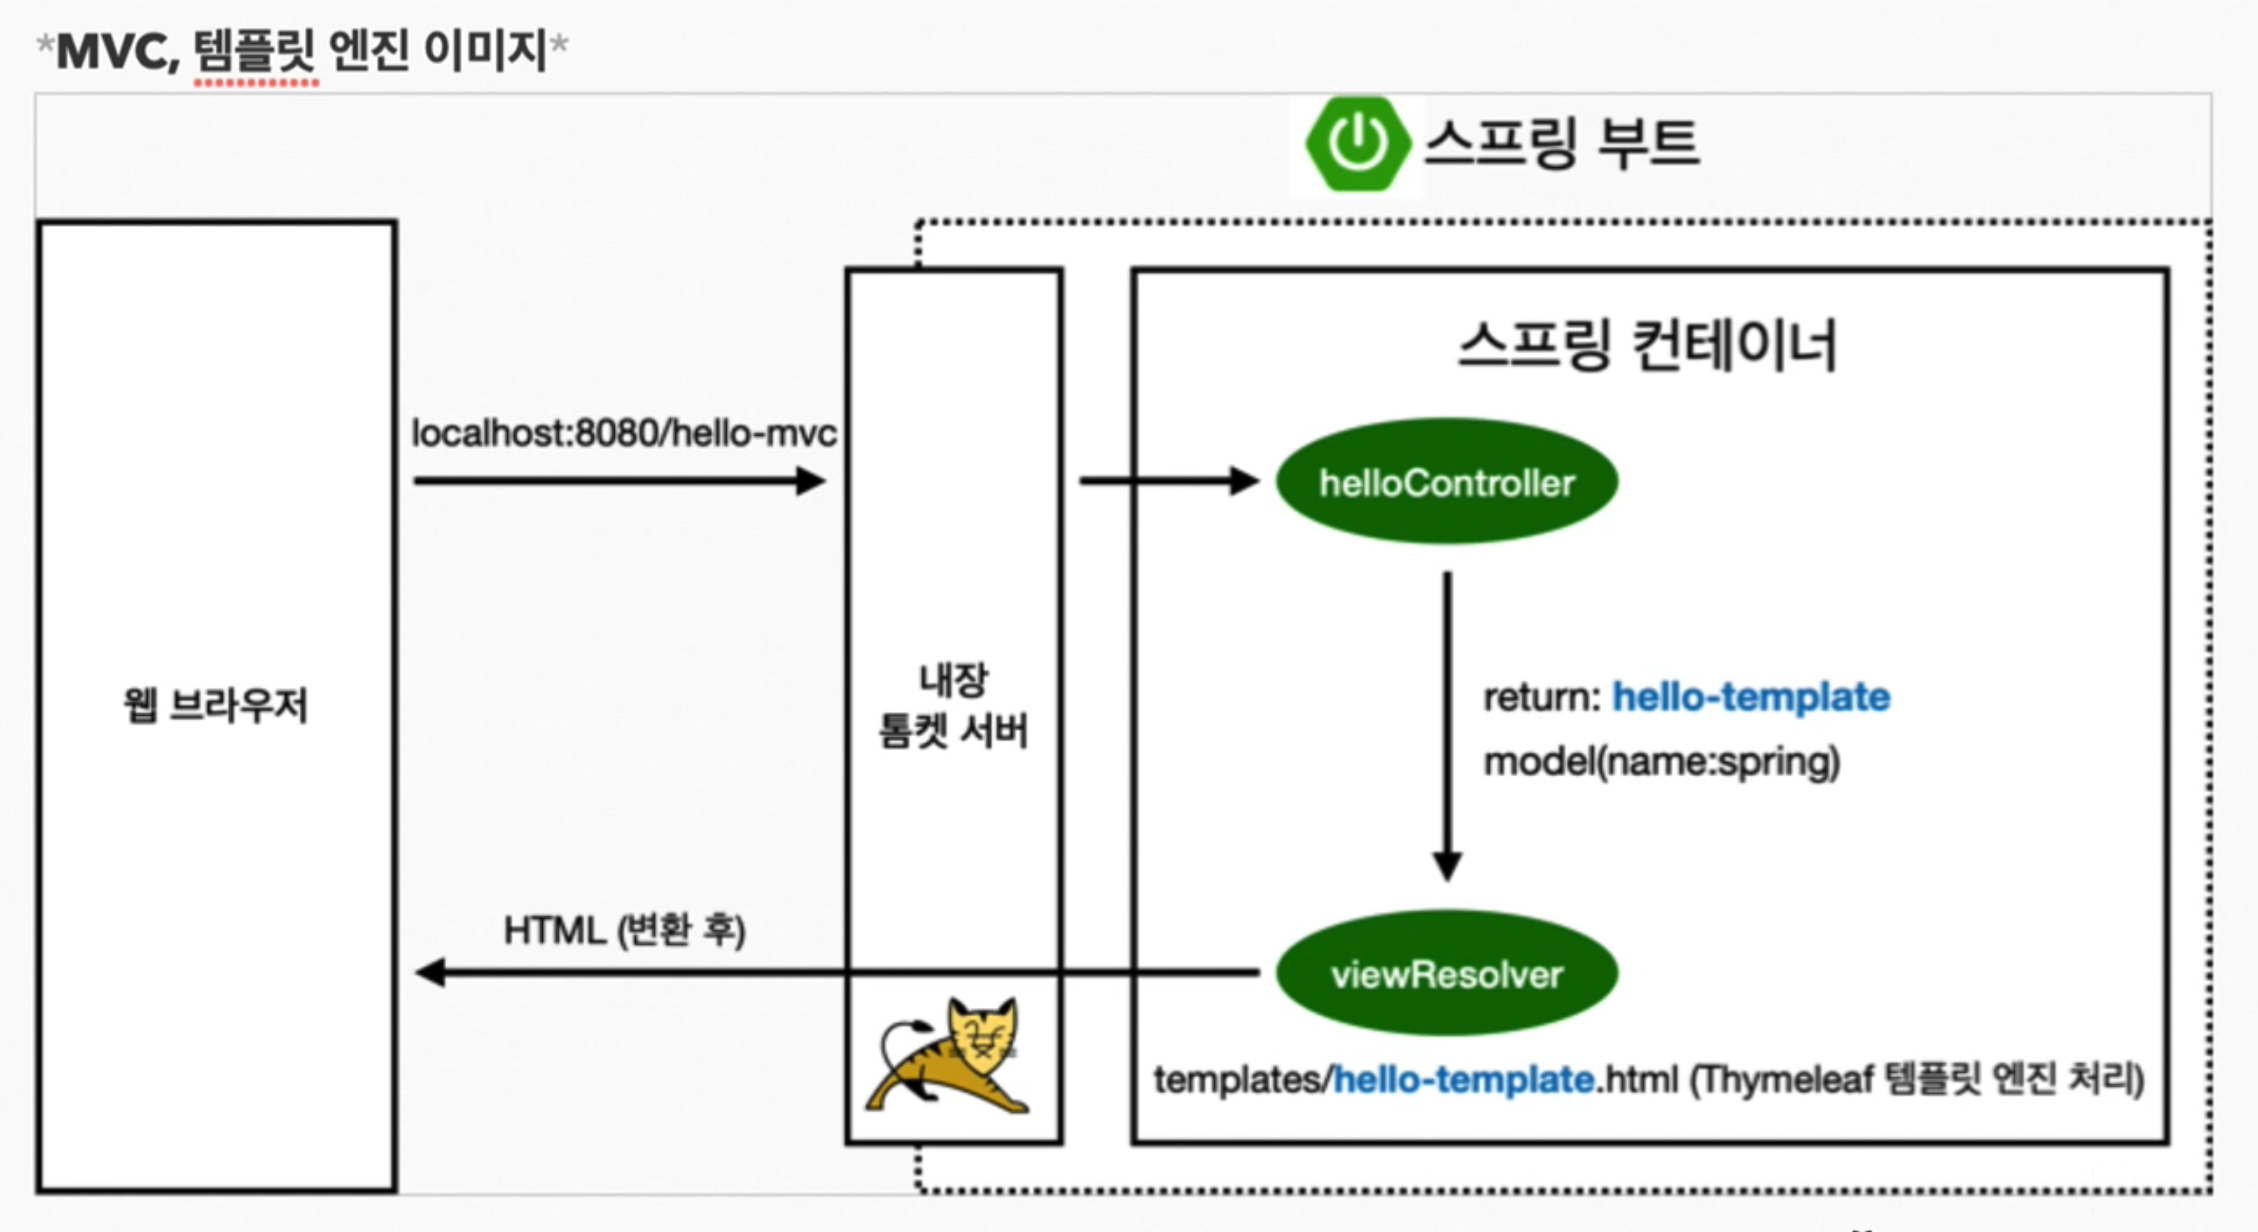 *MVC, 템플릿 엔진 이미지*
스프링 부트
스프링 컨테이너
localhost:8080/hello-mvc
helloController
웹 브라우저
내장
톰켓 서버
return: hello-template
model(name:spring)
HTML (변환 후)
viewResolver
templates/hello-template.html (Thymeleaf 템플릿 엔진 처리)